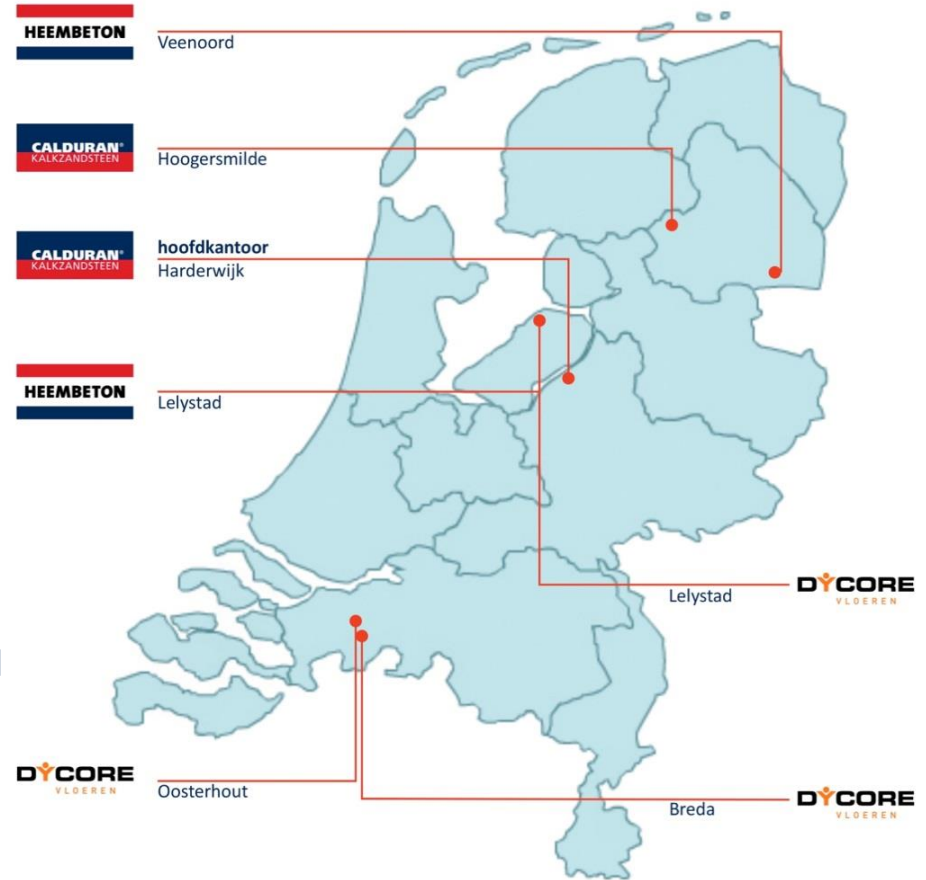 HEEMBETON
Veenoord
CALDURAN®
KALKZANDSTEEN
Hoogersmilde
CALDURAN®
KALKZANDSTEEN
hoofdkantoor
Harderwijk
HEEMBETON
Lelystad
Lelystad
DYCORE
VLOEREN
DYCORE
VLOEREN
Oosterhout
Breda
DYCORE
VLOEREN